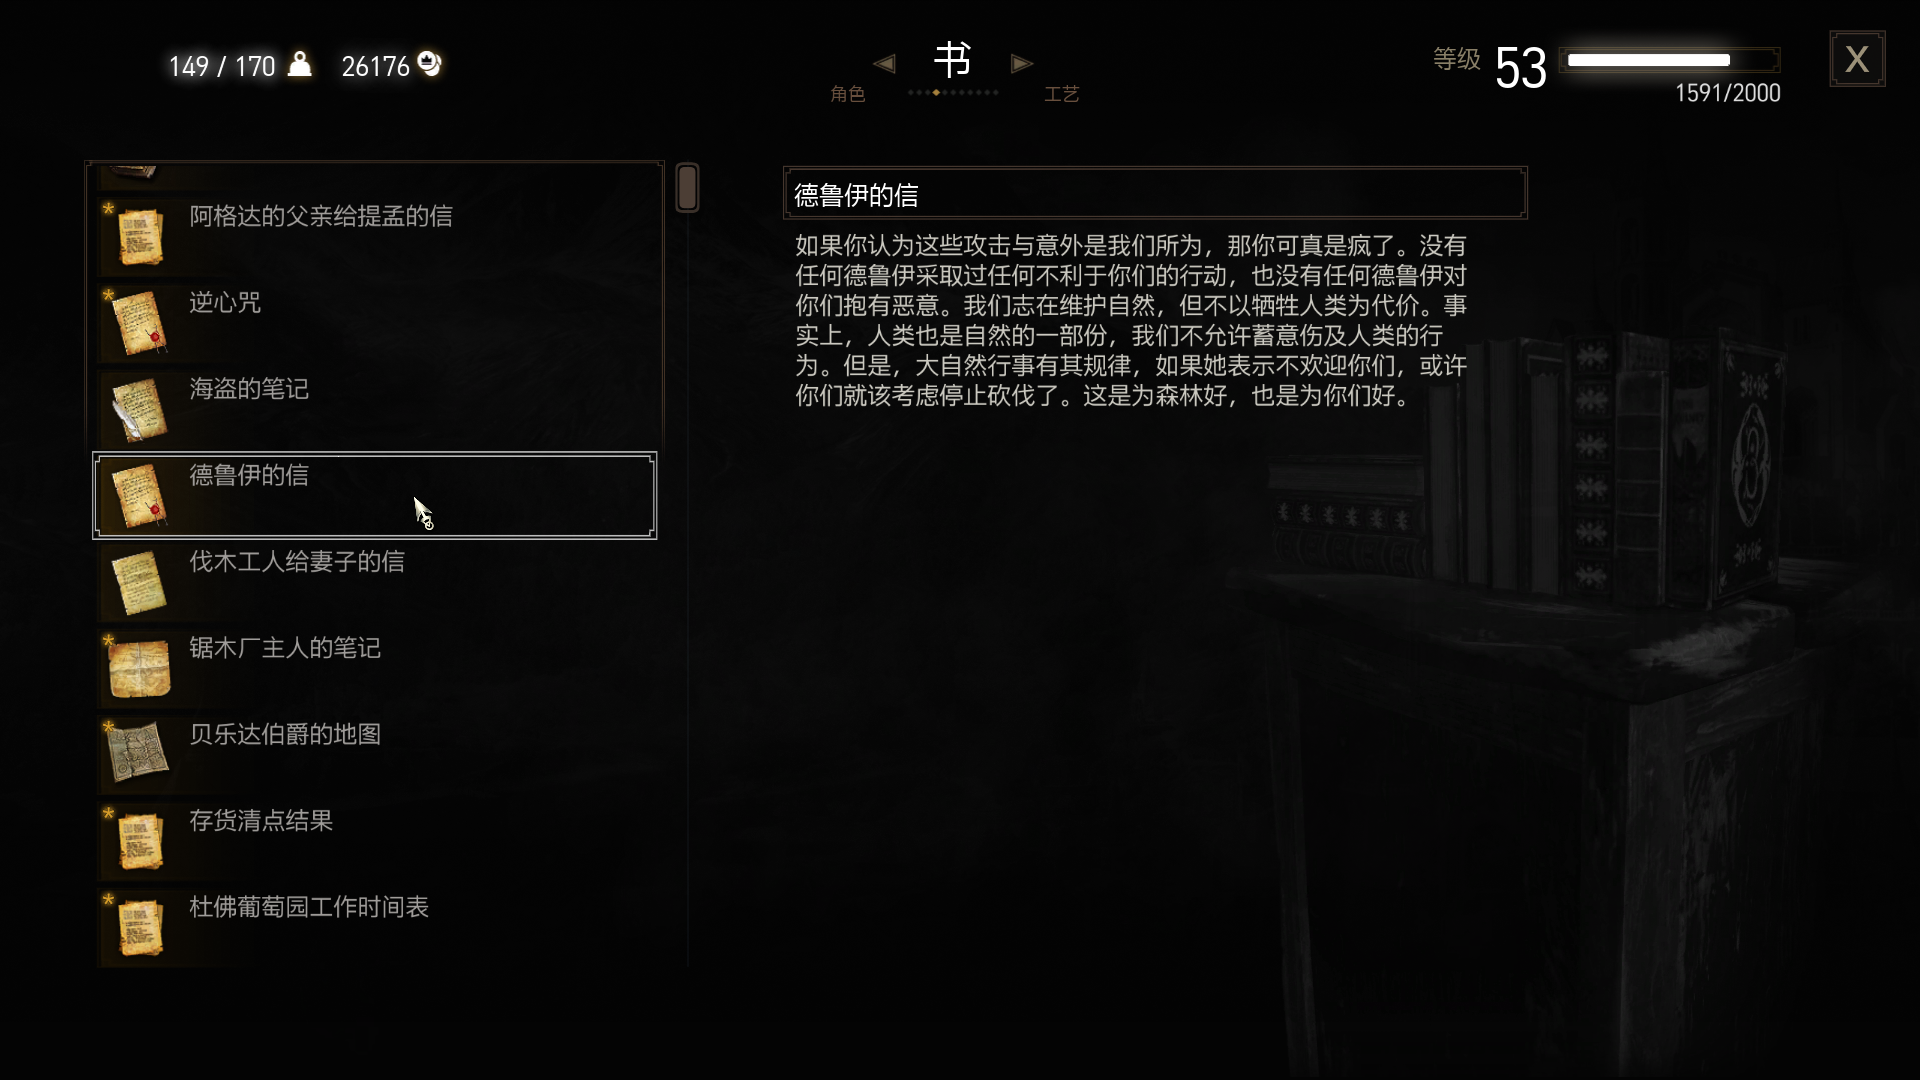 149 / 170
26176
书
角色
工艺
等级 53
1591/2000
X
阿格达的父亲给提孟的信
逆心咒
海盗的笔记
德鲁伊的信
伐木工人给妻子的信
锯木厂主人的笔记
贝乐达伯爵的地图
存货清点结果
杜佛葡萄园工作时间表
德鲁伊的信
如果你认为这些攻击与意外是我们所为，那你可真是疯了。没有
任何德鲁伊采取过任何不利于你们的行动，也没有任何德鲁伊对
你们抱有恶意。我们志在维护自然，但不以牺牲人类为代价。事
实上，人类也是自然的一部份，我们不允许蓄意伤及人类的行
为。但是，大自然行事有其规律，如果她表示不欢迎你们，或许
你们就该考虑停止砍伐了。这是为森林好，也是为你们好。